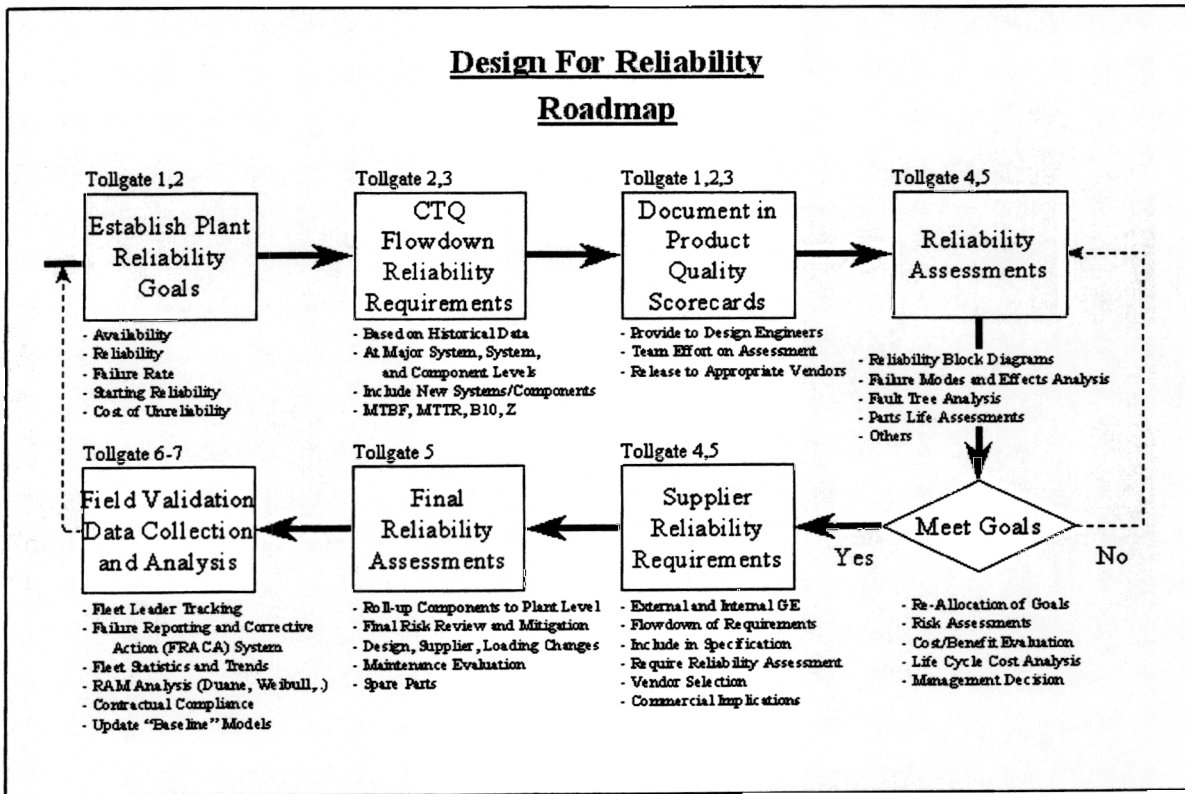 Design For Reliability
Roadmap
Tollgate 1,2
Establish Plant
Reliability
Goals
- Availability
- Reliability
- Failure Rate
- Starting Reliability
- Cost of Unreliability
Tollgate 2,3
CTQ
Flowdown
Reliability
Requirements
- Based on Historical Data
- At Major System, System,
and Component Levels
- Include New Systems/Components
- MTBF, MTTR, B10, Z
Tollgate 1,2,3
Document in
Product
Quality
Scorecards
- Provide to Design Engineers
- Team Effort on Assessment
- Release to Appropriate Vendors
Tollgate 4,5
Reliability
Assessments
- Reliability Block Diagrams
- Failure Modes and Effects Analysis
- Fault Tree Analysis
- Parts Life Assessments
- Others
Meet Goals
Yes
No
- Re-Allocation of Goals
- Risk Assessments
- Cost/Benefit Evaluation
- Life Cycle Cost Analysis
- Management Decision
Tollgate 4,5
Supplier
Reliability
Requirements
- External and Internal GE
- Flowdown of Requirements
- Include in Specification
- Require Reliability Assessment
- Vendor Selection
- Commercial Implications
Tollgate 5
Final
Reliability
Assessments
- Roll-up Components to Plant Level
- Final Risk Review and Mitigation
- Design, Supplier, Loading Changes
- Maintenance Evaluation
- Spare Parts
Tollgate 6-7
Field Validation
Data Collection
and Analysis
- Fleet Leader Tracking
- Failure Reporting and Corrective
Action (FRACA) System
- Fleet Statistics and Trends
- RAM Analysis (Duane, Weibull,.)
- Contractual Compliance
- Update “Baseline” Models